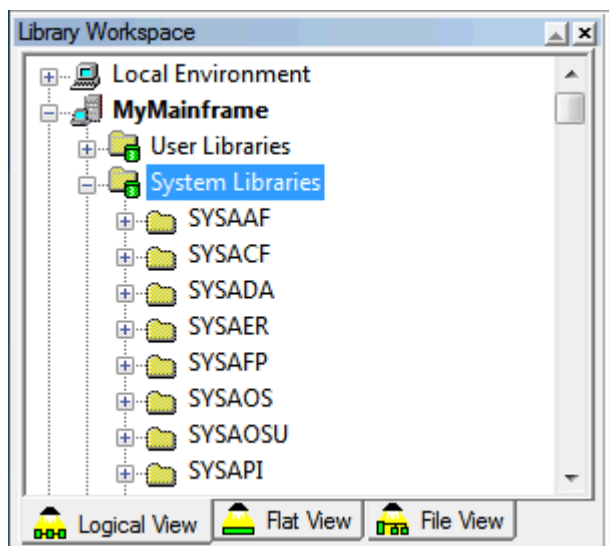 Library Workspace
Local Environment
MyMainframe
User Libraries
System Libraries
SYSAAF
SYSACF
SYSADA
SYSAER
SYSAFP
SYSAOS
SYSAOSU
SYSAPI
Logical View Flat View File View